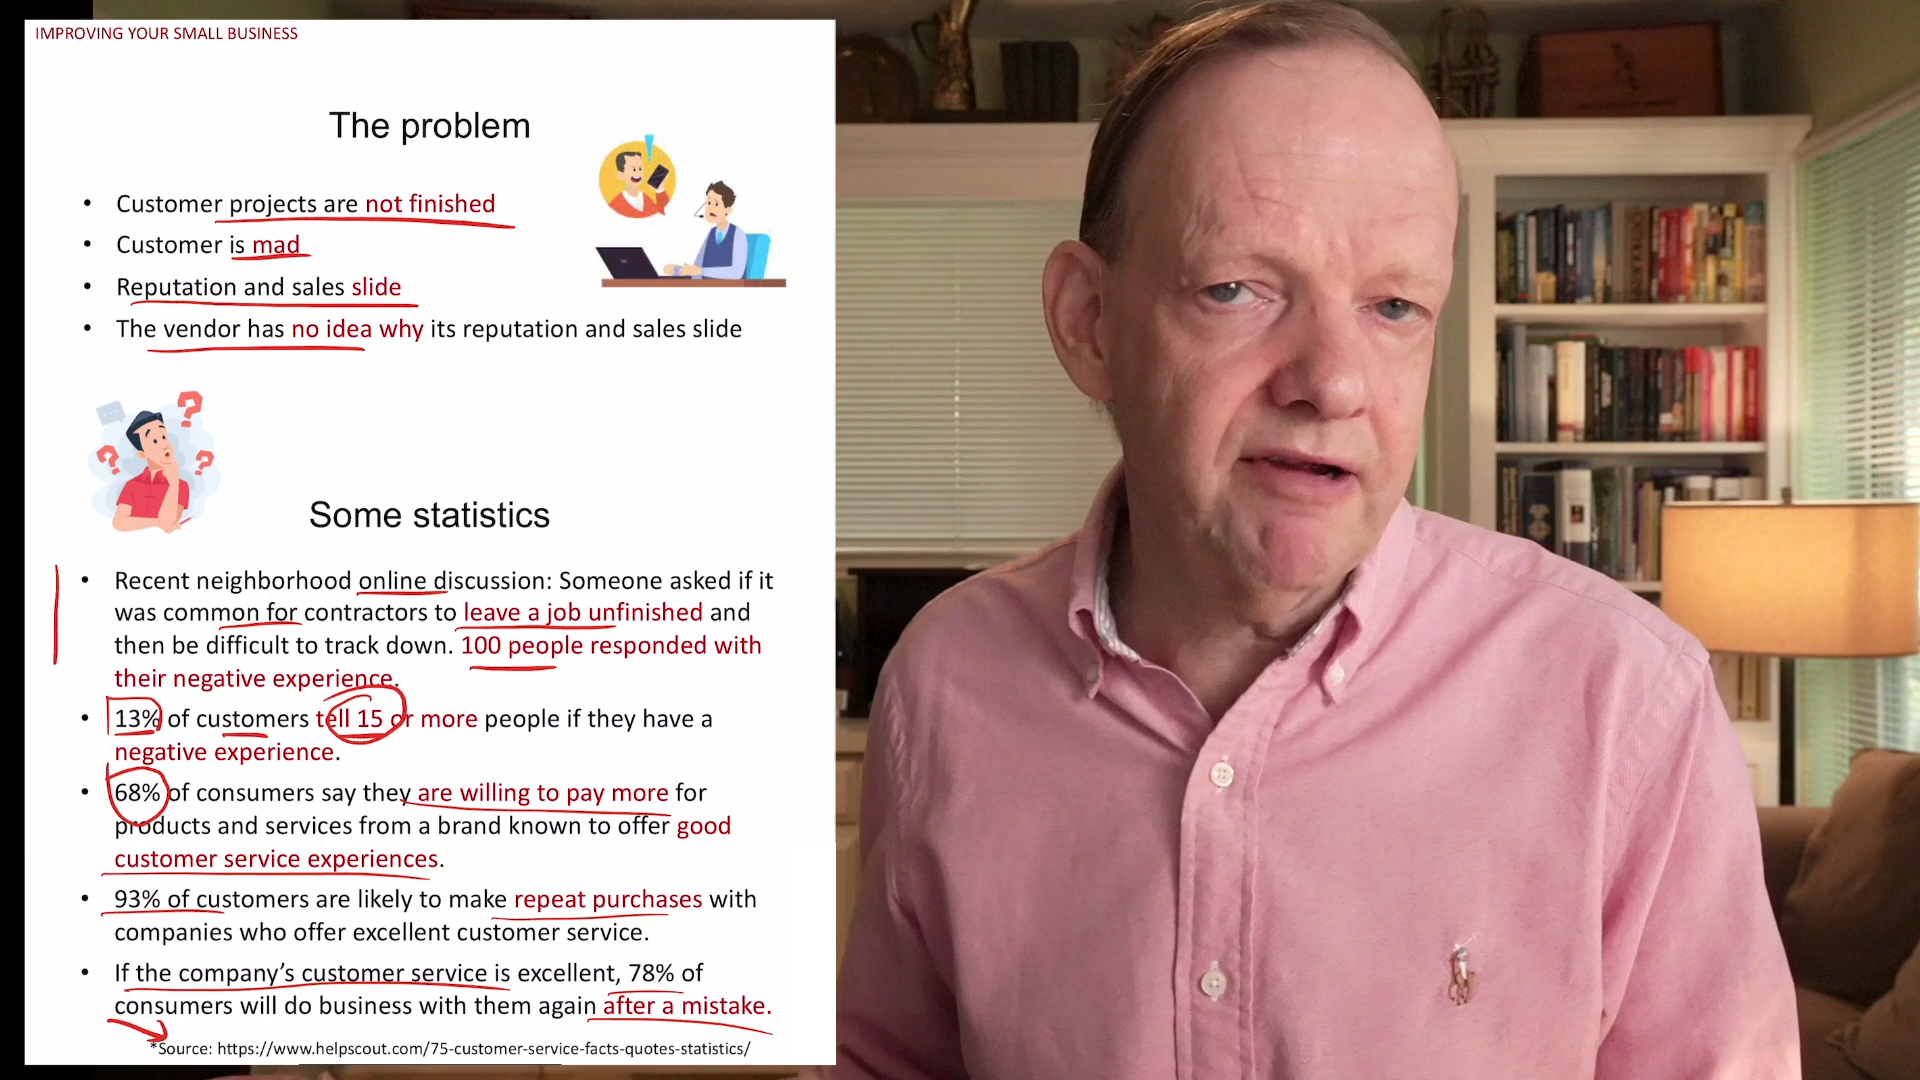 IMPROVING YOUR SMALL BUSINESS
The problem
• Customer projects are not finished
• Customer is mad
• Reputation and sales slide
• The vendor has no idea why its reputation and sales slide
Some statistics
• Recent neighborhood online discussion: Someone asked if it
was common for contractors to leave a job unfinished and
then be difficult to track down. 100 people responded with
their negative experience.
• 13% of customers tell 15 or more people if they have a
negative experience.
• 68% of consumers say they are willing to pay more for
products and services from a brand known to offer good
customer service experiences.
• 93% of customers are likely to make repeat purchases with
companies who offer excellent customer service.
• If the company’s customer service is excellent, 78% of
consumers will do business with them again after a mistake.
*Source: https://www.helpscout.com/75-customer-service-facts-quotes-statistics/